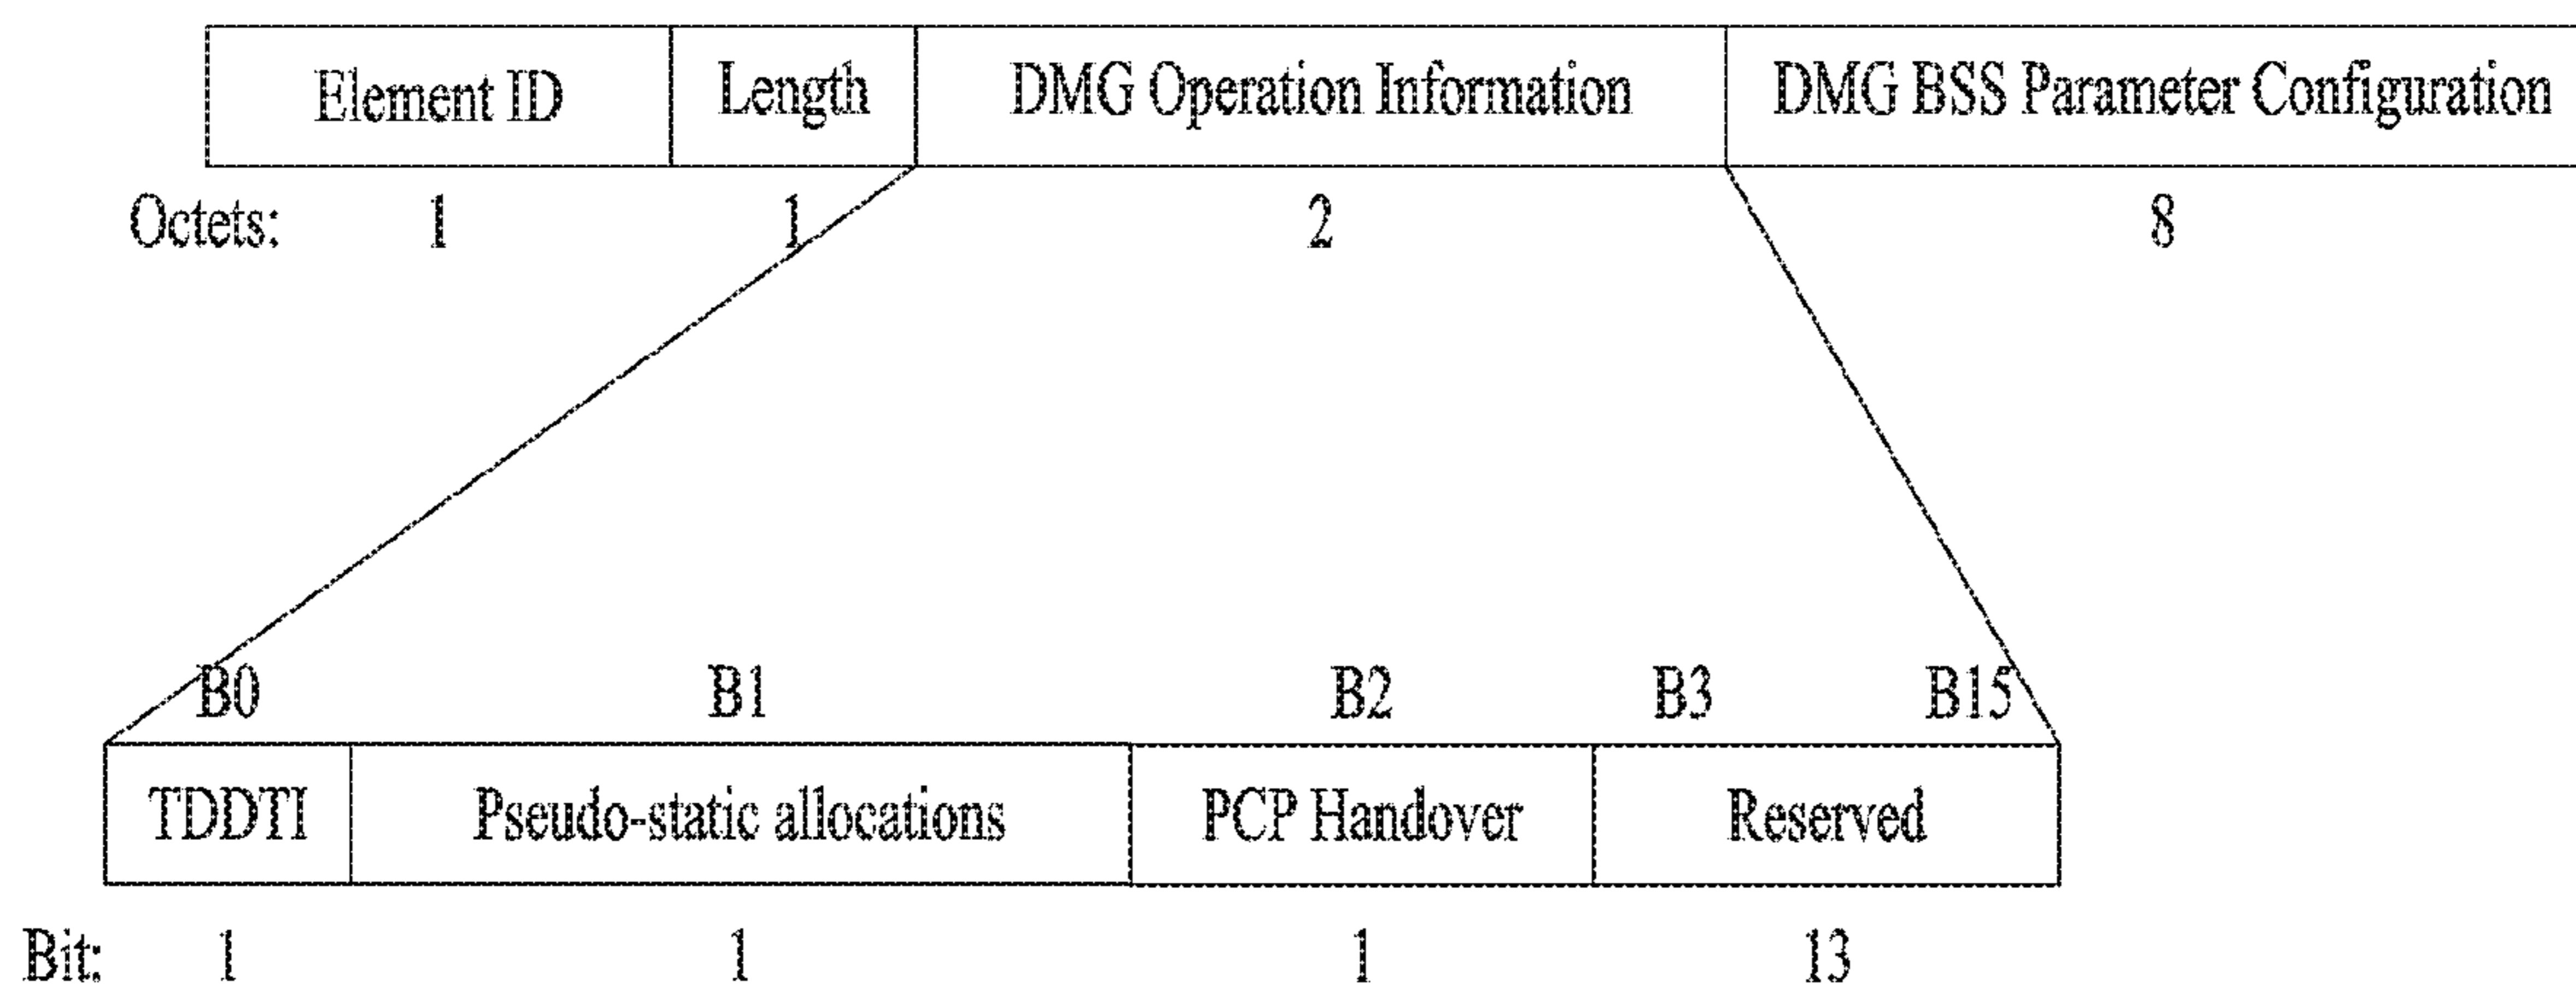 Element ID Length DMG Operation Information DMG BSS Parameter Configuration
Octets: 1 1 2 8
B0 B1 B2 B3 B15
TDDTI Pseudo-static allocations PCP Handover Reserved
Bit: 1 1 1 13